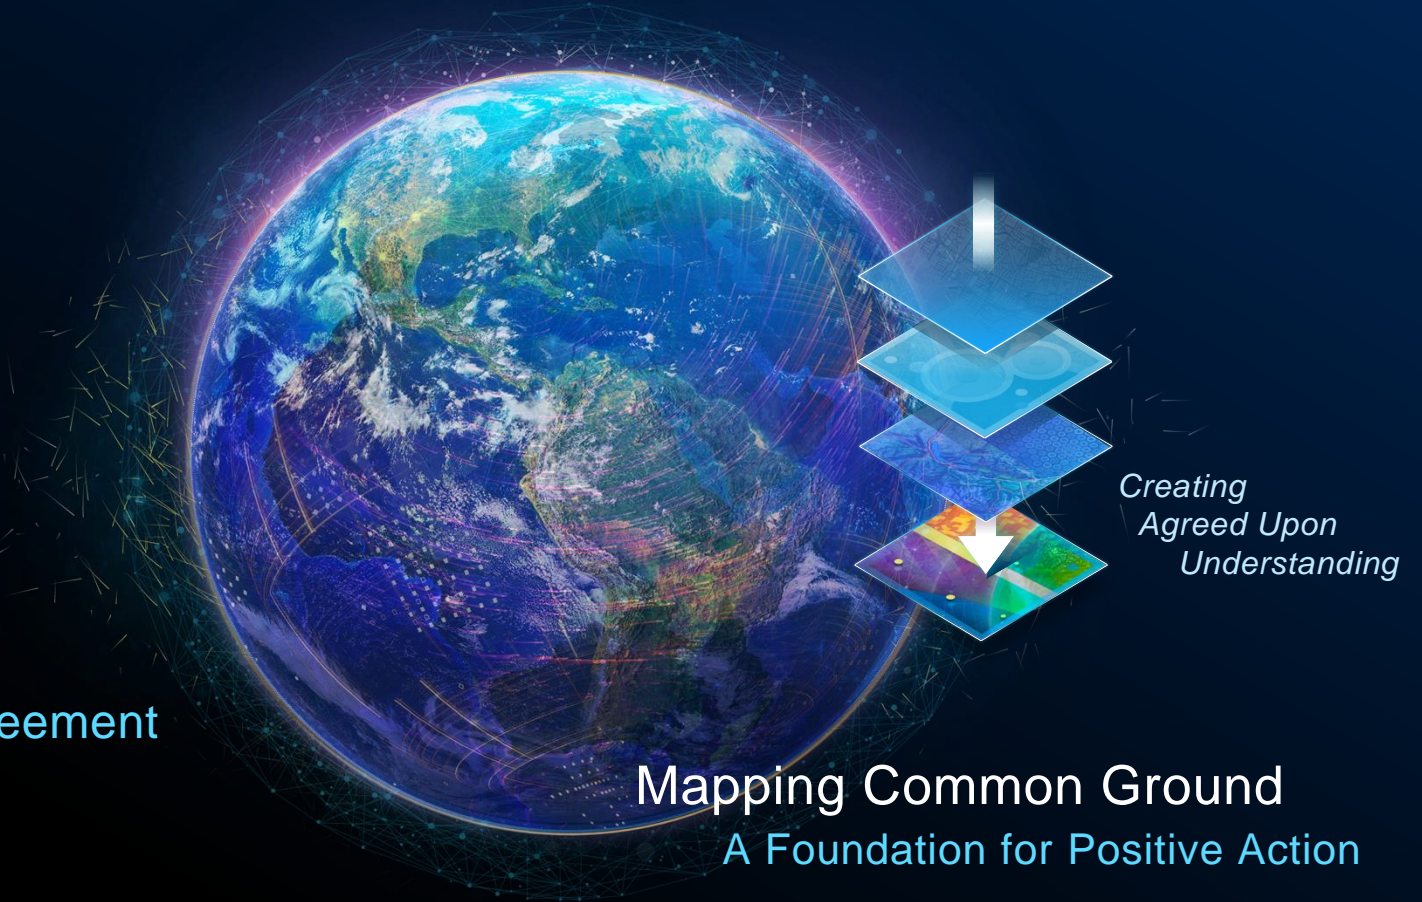 Creating
Agreed Upon
Understanding
eement
Mapping Common Ground
A Foundation for Positive Action